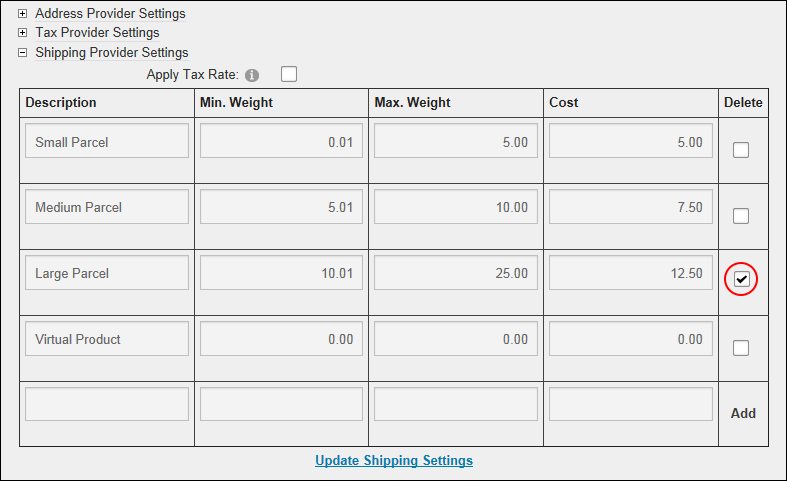 Address Provider Settings
Tax Provider Settings
Shipping Provider Settings
Apply Tax Rate:
Description Min. Weight Max. Weight Cost Delete
Small Parcel 0.01 5.00 5.00
Medium Parcel 5.01 10.00 7.50
Large Parcel 10.01 25.00 12.50
Virtual Product 0.00 0.00 0.00
Add
Update Shipping Settings